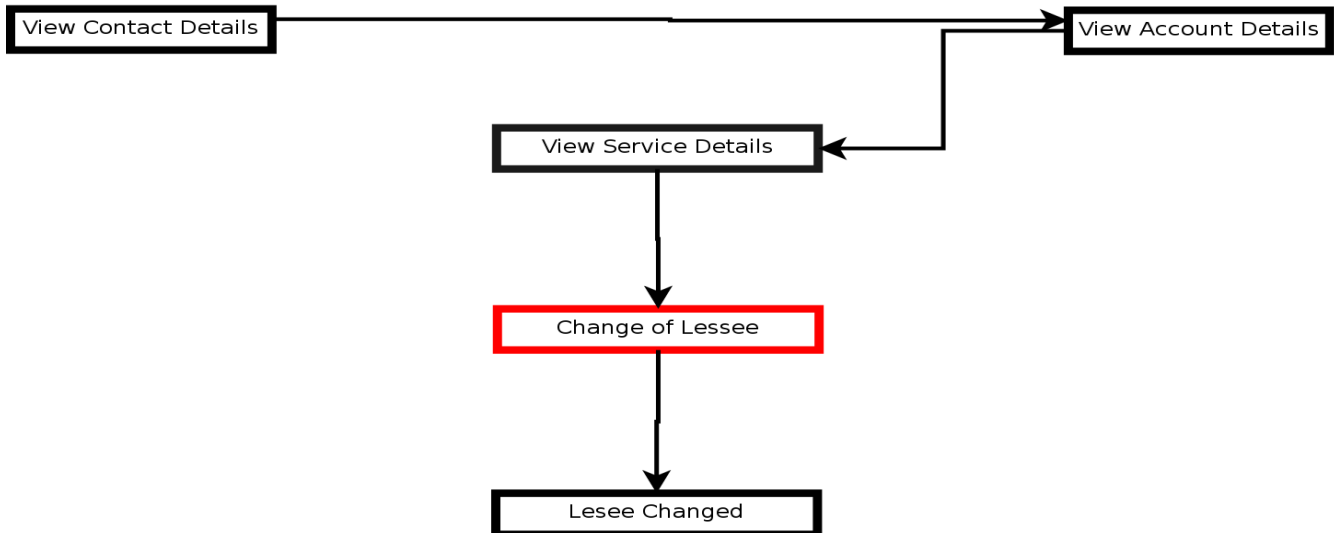 View Contact Details
View Account Details
View Service Details
Change of Lessee
Lesee Changed